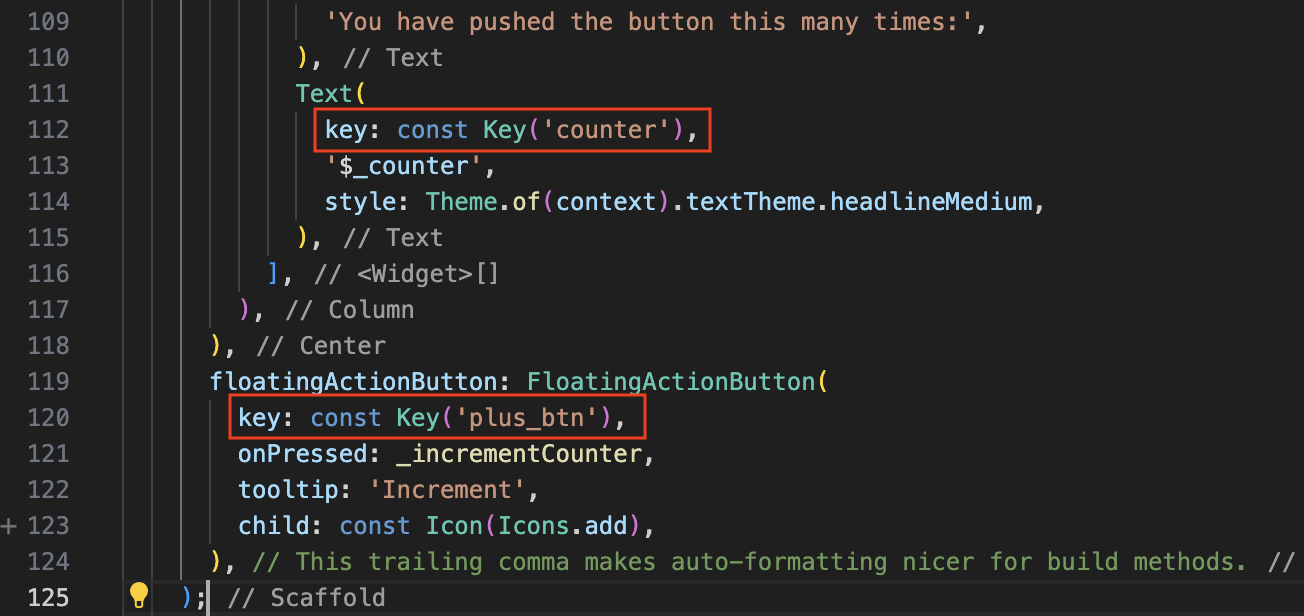 109 'You have pushed the button this many times:',
110 ), // Text
111 Text(
112 key: const Key('counter'),
113 '$_counter',
114 style: Theme.of(context).textTheme.headlineMedium,
115 ), // Text
116 ], // <Widget>[]
117 ), // Column
118 ), // Center
119 floatingActionButton: FloatingActionButton(
120 key: const Key('plus_btn'),
121 onPressed: _incrementCounter,
122 tooltip: 'Increment',
+ 123 child: const Icon(Icons.add),
124 ), // This trailing comma makes auto-formatting nicer for build methods. //
125 ); // Scaffold